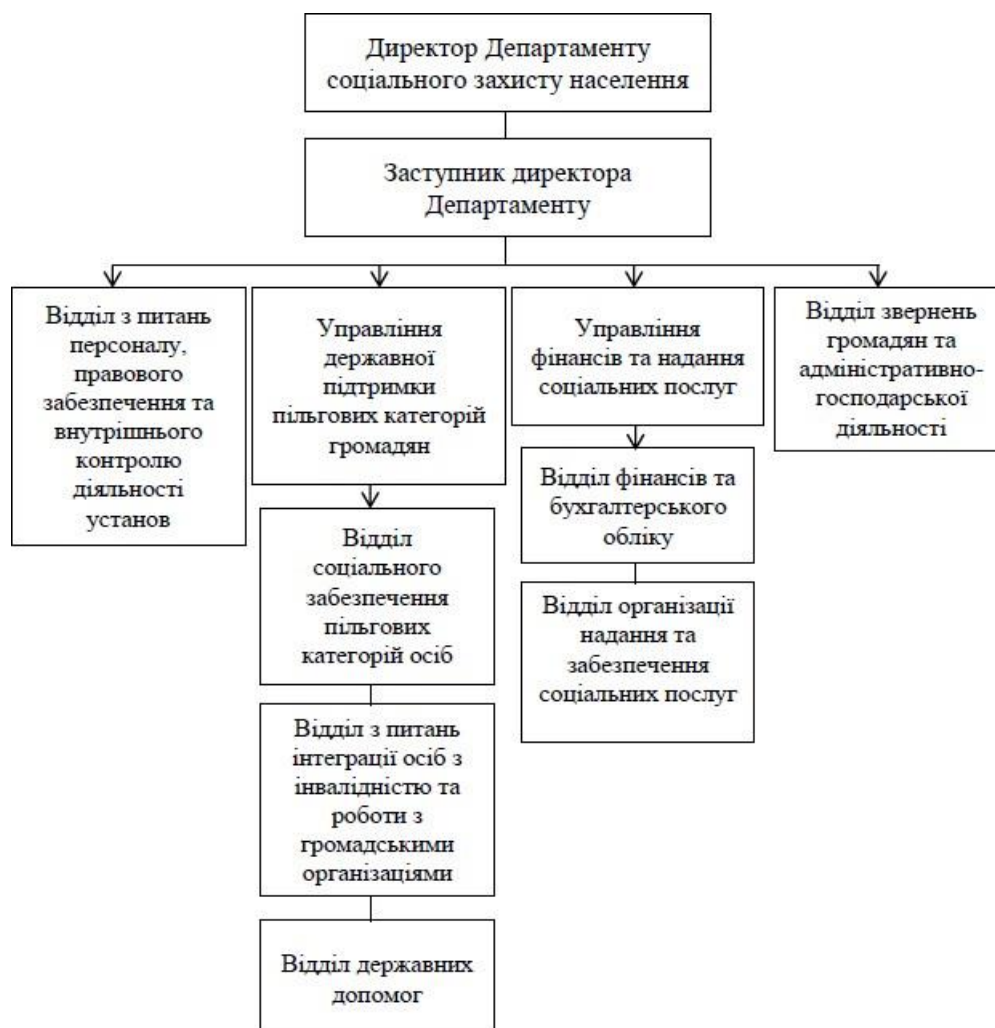 Директор Департаменту
соціального захисту населення
Заступник директора
Департаменту
Відділ з питань
персоналу,
правового
забезпечення та
внутрішнього
контролю
діяльності
установ
Управління
державної
підтримки
пільгових категорій
громадян
Управління
фінансів та надання
соціальних послуг
Відділ звернень
громадян та
адміністративно-
господарської
діяльності
Відділ
соціального
забезпечення
пільгових
категорій осіб
Відділ з питань
інтеграції осіб з
інвалідністю та
роботи з
громадськими
організаціями
Відділ державних
допомог
Відділ фінансів та
бухгалтерського
обліку
Відділ організації
надання та
забезпечення
соціальних послуг